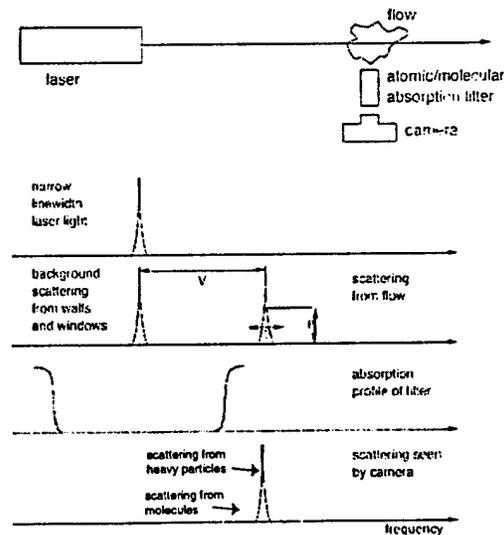 flow
laser
atomic/molecular
absorption filter
camera
narrow
linewidth
laser light
background
scattering
from walls
and windows
V
scattering
from flow
absorption
profile of filter
scattering from
heavy particles
scattering from
molecules
scattering seen
by camera
frequency